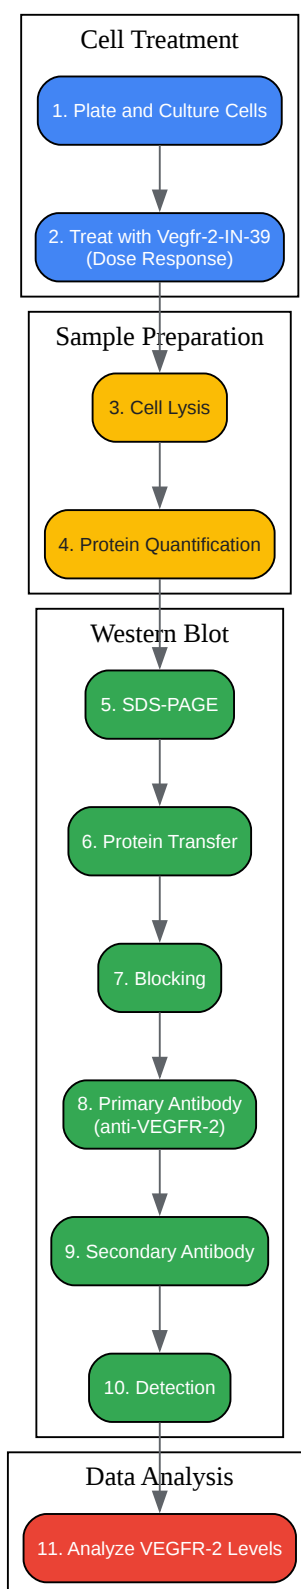 Cell Treatment
1. Plate and Culture Cells
2. Treat with Vegfr-2-IN-39
(Dose Response)
Sample Preparation
3. Cell Lysis
4. Protein Quantification
Western Blot
5. SDS-PAGE
6. Protein Transfer
7. Blocking
8. Primary Antibody
(anti-VEGFR-2)
9. Secondary Antibody
10. Detection
Data Analysis
11. Analyze VEGFR-2 Levels